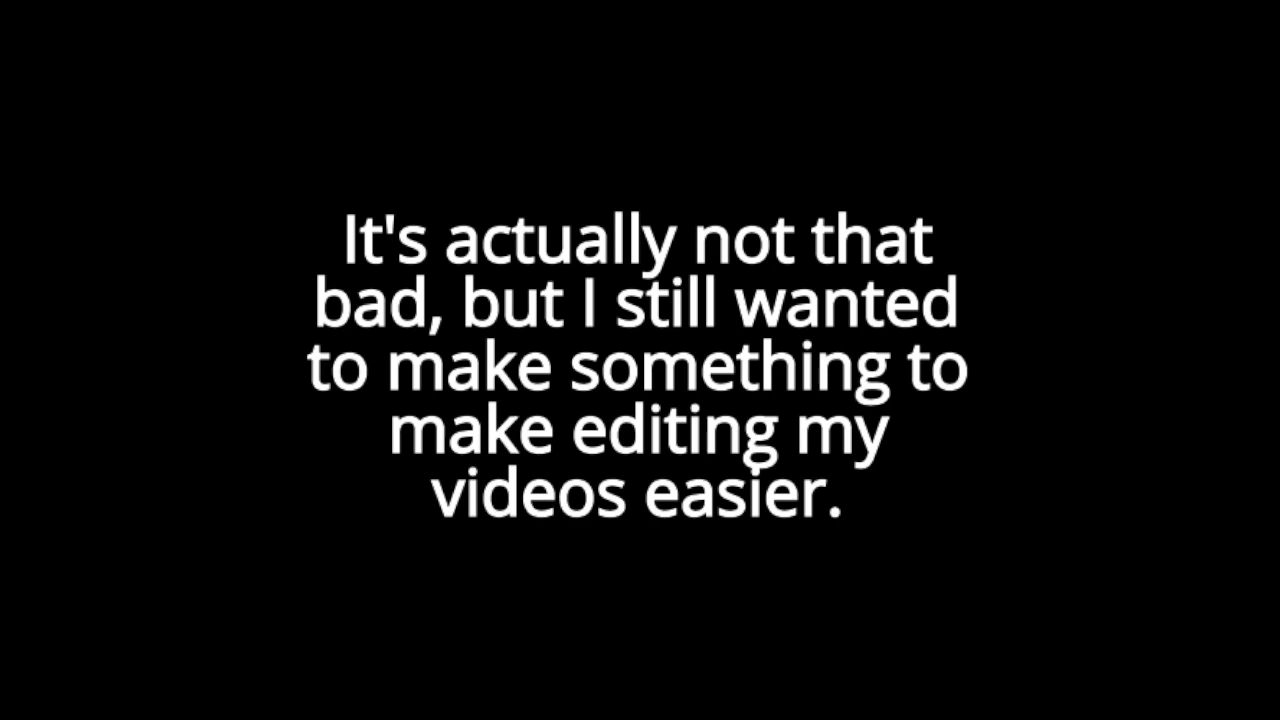 It's actually not that
bad, but I still wanted
to make something to
make editing my
videos easier.